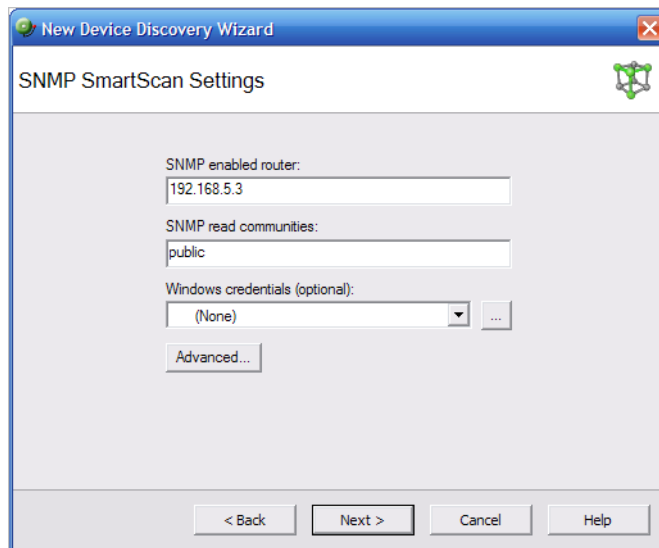 New Device Discovery Wizard
SNMP SmartScan Settings
SNMP enabled router:
192.168.5.3
SNMP read communities:
public
Windows credentials (optional):
(None)
...
Advanced...
< Back Next > Cancel Help